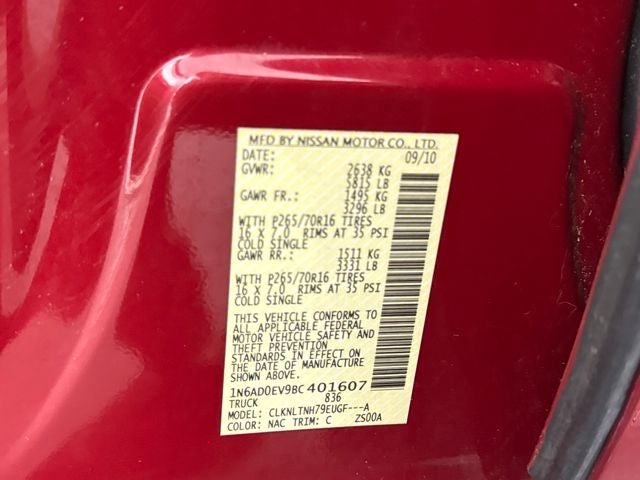 MFD BY NISSAN MOTOR CO., LTD.
DATE: 09/10
GVWR: 2638 KG
5815 LB
GAWR FR.: 1495 KG
3296 LB
WITH P265/70R16 TIRES
16 X 7.0 RIMS AT 35 PSI
COLD SINGLE
GAWR RR.: 1511 KG
3331 LB
WITH P265/70R16 TIRES
16 X 7.0 RIMS AT 35 PSI
COLD SINGLE
THIS VEHICLE CONFORMS TO
ALL APPLICABLE FEDERAL
MOTOR VEHICLE SAFETY AND
THEFT PREVENTION
STANDARDS IN EFFECT ON
THE DATE OF MANUFACTURE
1N6AD0EV9BC401607
TRUCK 836
MODEL: CLKNLTNH79EUGF---A
COLOR: NAC TRIM: C ZS00A